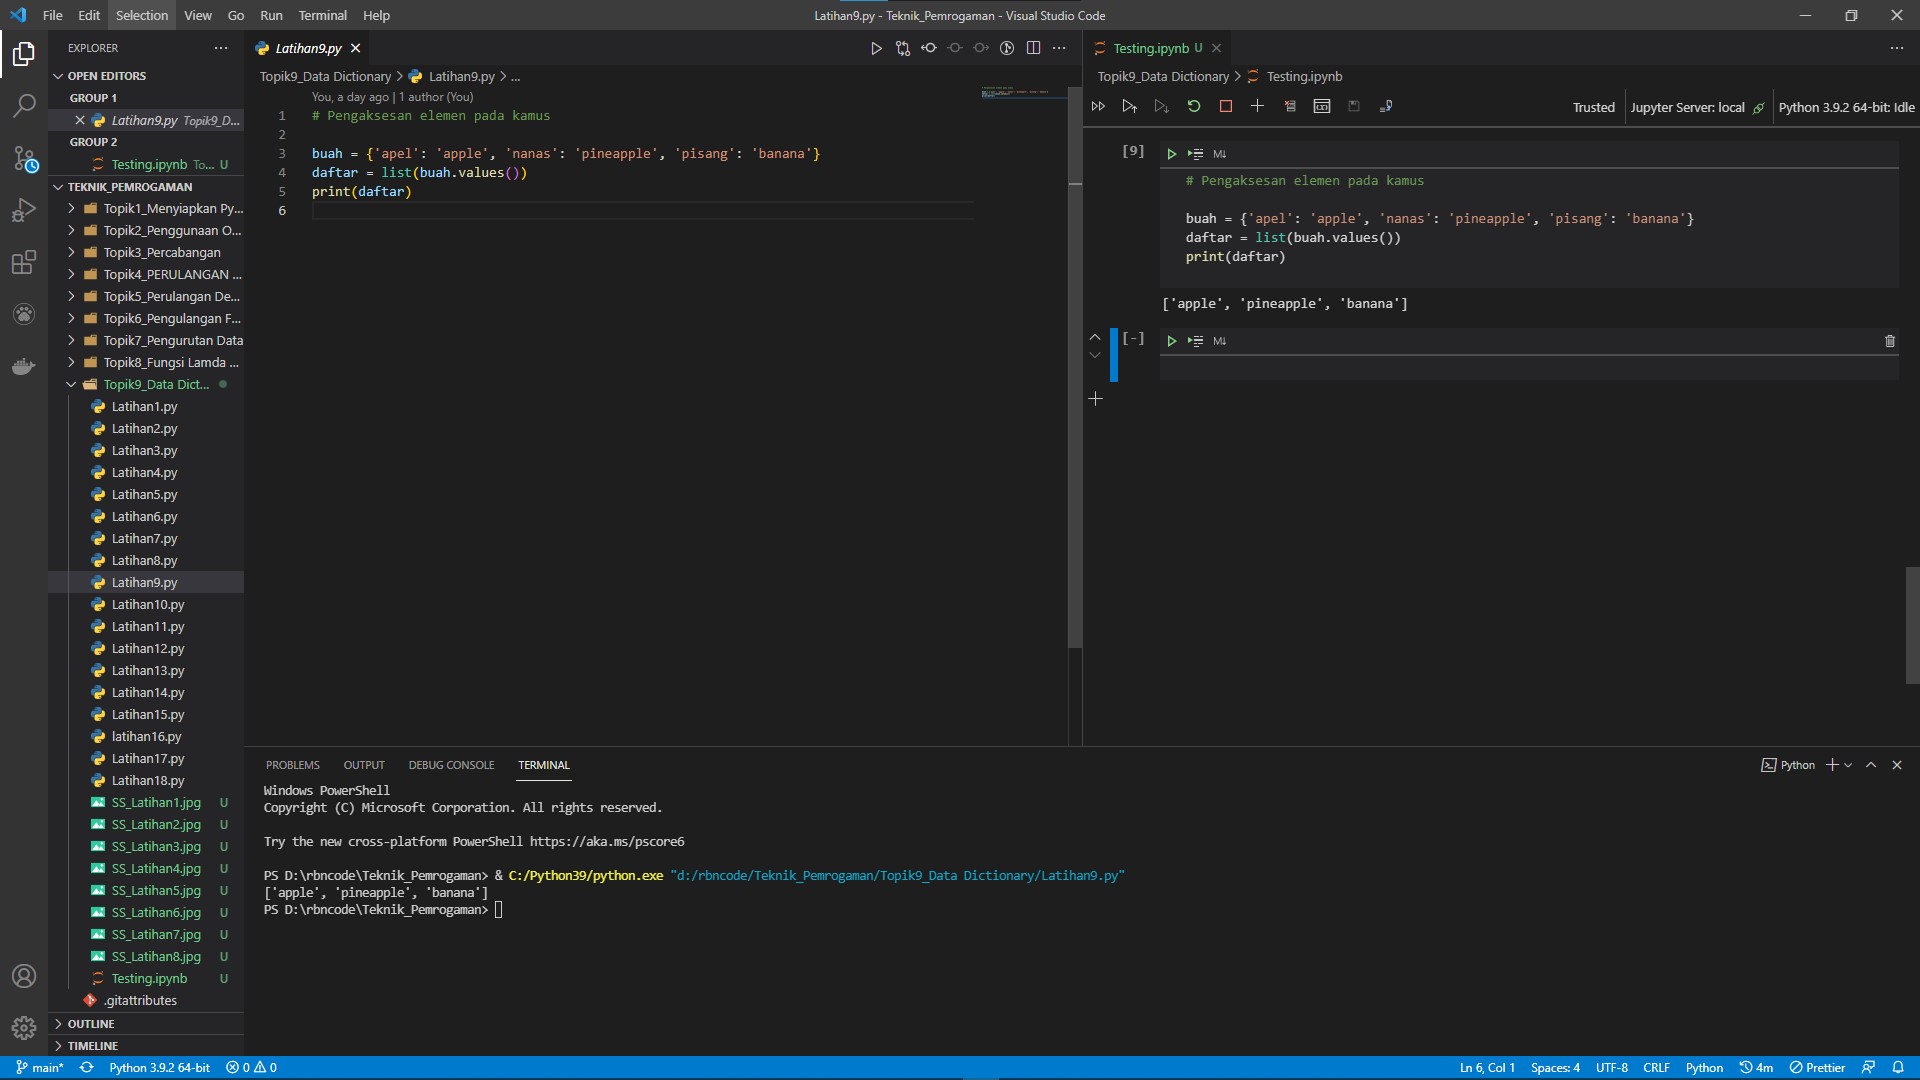 File Edit Selection View Go Run Terminal Help
Latihan9.py - Teknik_Pemrogaman - Visual Studio Code
EXPLORER
OPEN EDITORS
GROUP 1
Latihan9.py Topik9_D...
GROUP 2
Testing.ipynb To... U
TEKNIK_PEMROGAMAN
Topik1_Menyiapkan Py...
Topik2_Penggunaan O...
Topik3_Percabangan
Topik4_PERULANGAN ...
Topik5_Perulangan De...
Topik6_Pengulangan F...
Topik7_Pengurutan Data
Topik8_Fungsi Lamda ...
Topik9_Data Dict...
Latihan1.py
Latihan2.py
Latihan3.py
Latihan4.py
Latihan5.py
Latihan6.py
Latihan7.py
Latihan8.py
Latihan9.py
Latihan10.py
Latihan11.py
Latihan12.py
Latihan13.py
Latihan14.py
Latihan15.py
latihan16.py
Latihan17.py
Latihan18.py
SS_Latihan1.jpg U
SS_Latihan2.jpg U
SS_Latihan3.jpg U
SS_Latihan4.jpg U
SS_Latihan5.jpg U
SS_Latihan6.jpg U
SS_Latihan7.jpg U
SS_Latihan8.jpg U
Testing.ipynb U
.gitattributes
OUTLINE
TIMELINE
Latihan9.py
Topik9_Data Dictionary > Latihan9.py > ...
You, a day ago | 1 author (You)
1 # Pengaksesan elemen pada kamus
2
3 buah = {'apel': 'apple', 'nanas': 'pineapple', 'pisang': 'banana'}
4 daftar = list(buah.values())
5 print(daftar)
6
Testing.ipynb U
Topik9_Data Dictionary > Testing.ipynb
Trusted Jupyter Server: local Python 3.9.2 64-bit: Idle
[9] M↓
# Pengaksesan elemen pada kamus
buah = {'apel': 'apple', 'nanas': 'pineapple', 'pisang': 'banana'}
daftar = list(buah.values())
print(daftar)
['apple', 'pineapple', 'banana']
[-] M↓
PROBLEMS OUTPUT DEBUG CONSOLE TERMINAL
Python
Windows PowerShell
Copyright (C) Microsoft Corporation. All rights reserved.
Try the new cross-platform PowerShell https://aka.ms/pscore6
PS D:\rbncode\Teknik_Pemrogaman> & C:/Python39/python.exe "d:/rbncode/Teknik_Pemrogaman/Topik9_Data Dictionary/Latihan9.py"
['apple', 'pineapple', 'banana']
PS D:\rbncode\Teknik_Pemrogaman>
main* Python 3.9.2 64-bit 0 0
Ln 6, Col 1 Spaces: 4 UTF-8 CRLF Python 4m Prettier